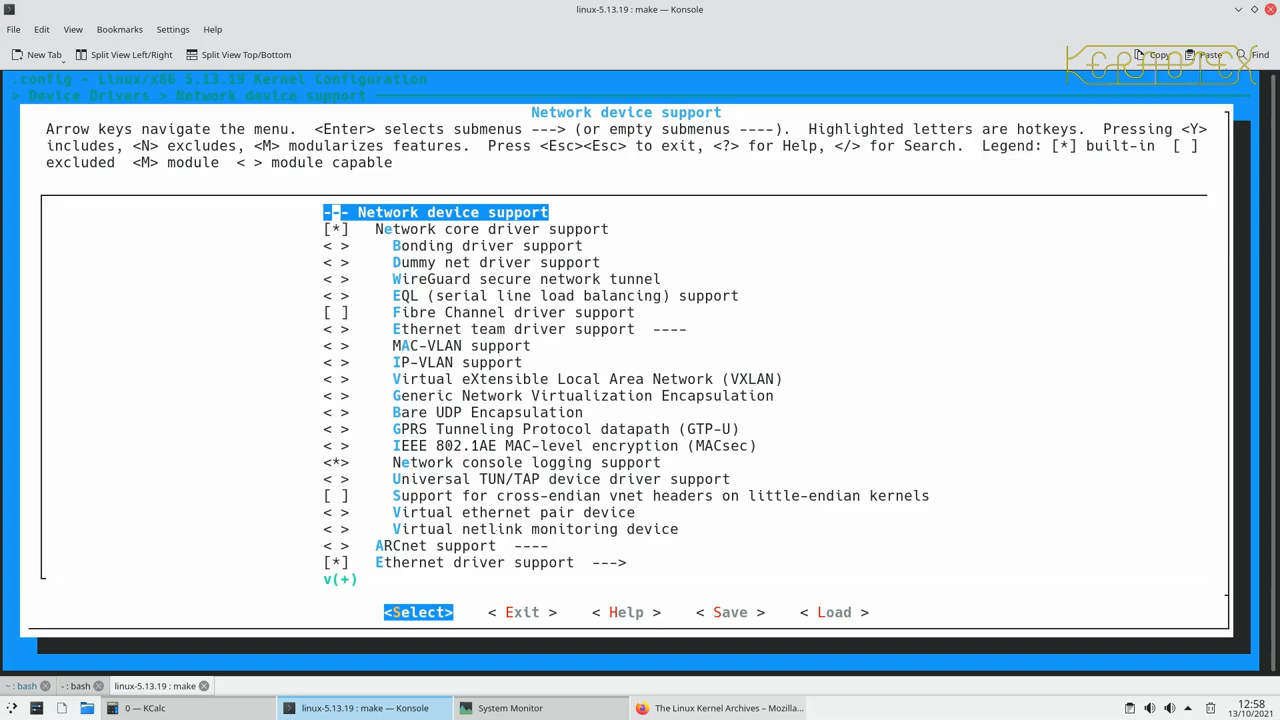 linux-5.13.19 : make — Konsole
File Edit View Bookmarks Settings Help
New Tab Split View Left/Right Split View Top/Bottom Copy Paste Find
.config - Linux/x86 5.13.19 Kernel Configuration
> Device Drivers > Network device support
Network device support
Arrow keys navigate the menu. <Enter> selects submenus ---> (or empty submenus ----). Highlighted letters are hotkeys. Pressing <Y>
includes, <N> excludes, <M> modularizes features. Press <Esc><Esc> to exit, <?> for Help, </> for Search. Legend: [*] built-in [ ]
excluded <M> module < > module capable
--- Network device support
[*] Network core driver support
< > Bonding driver support
< > Dummy net driver support
< > WireGuard secure network tunnel
< > EQL (serial line load balancing) support
[ ] Fibre Channel driver support
< > Ethernet team driver support ----
< > MAC-VLAN support
< > IP-VLAN support
< > Virtual eXtensible Local Area Network (VXLAN)
< > Generic Network Virtualization Encapsulation
< > Bare UDP Encapsulation
< > GPRS Tunneling Protocol datapath (GTP-U)
< > IEEE 802.1AE MAC-level encryption (MACsec)
<*> Network console logging support
< > Universal TUN/TAP device driver support
[ ] Support for cross-endian vnet headers on little-endian kernels
< > Virtual ethernet pair device
< > Virtual netlink monitoring device
< > ARCnet support ----
[*] Ethernet driver support --->
v(+)
<Select> < Exit > < Help > < Save > < Load >
~ : bash - : bash linux-5.13.19 : make
0 — KCalc linux-5.13.19 : make — Konsole System Monitor The Linux Kernel Archives – Mozilla... 12:58
13/10/2021